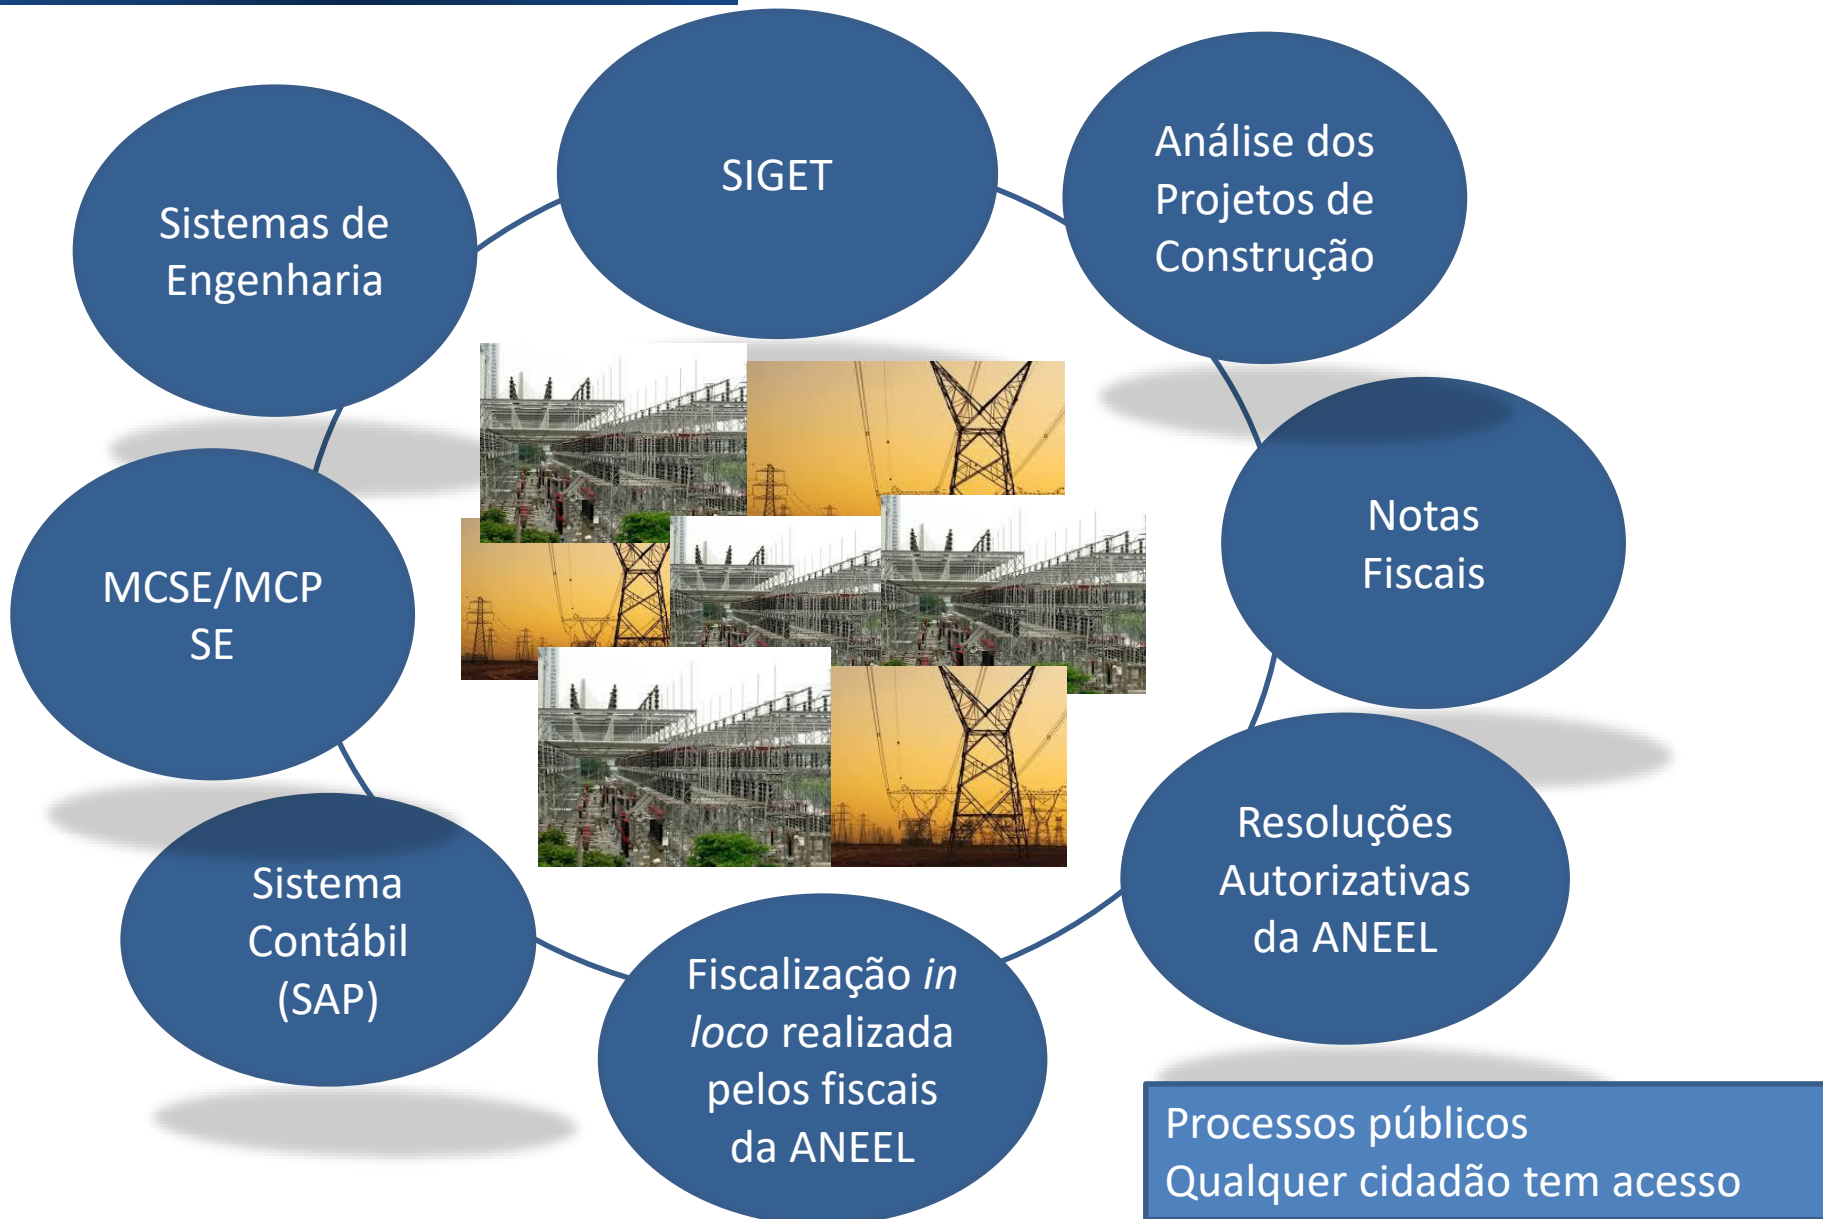 SIGET
Análise dos
Projetos de
Construção
Notas
Fiscais
Resoluções
Autorizativas
da ANEEL
Fiscalização in
loco realizada
pelos fiscais
da ANEEL
Sistema
Contábil
(SAP)
MCSE/MCP
SE
Sistemas de
Engenharia
Processos públicos
Qualquer cidadão tem acesso